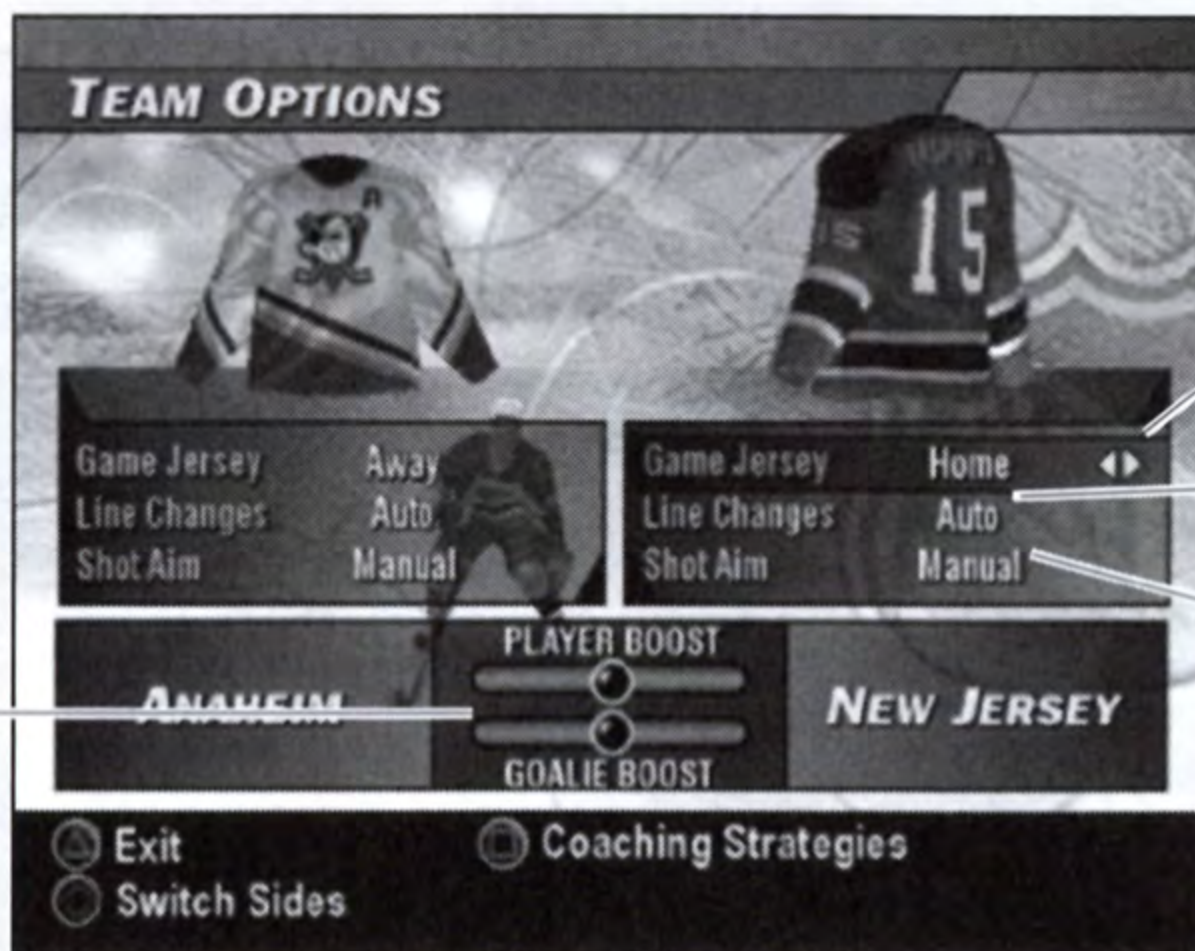 TEAM OPTIONS
A
15
15
Game Jersey Away
Line Changes Auto
Shot Aim Manual
Game Jersey Home
Line Changes Auto
Shot Aim Manual
PLAYER BOOST
ANAHEIM
NEW JERSEY
GOALIE BOOST
Exit
Coaching Strategies
Switch Sides